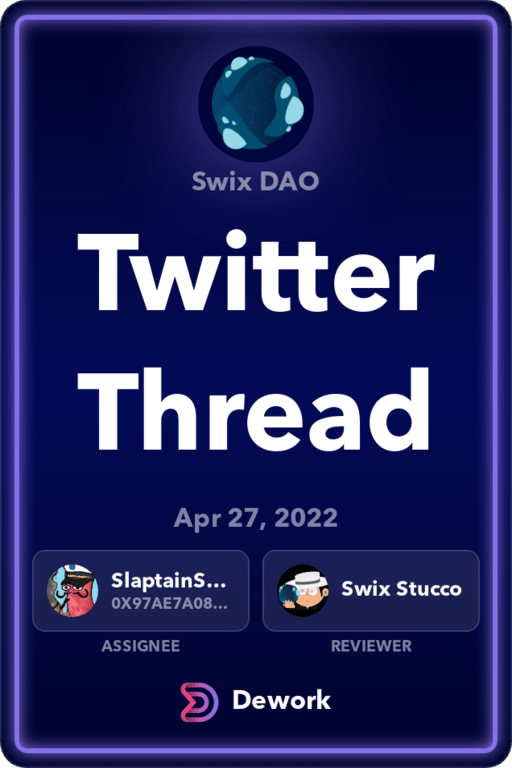 Swix DAO
Twitter
Thread
Apr 27, 2022
SlaptainS...
0X97AE7A08...
Swix Stucco
ASSIGNEE
REVIEWER
Dework